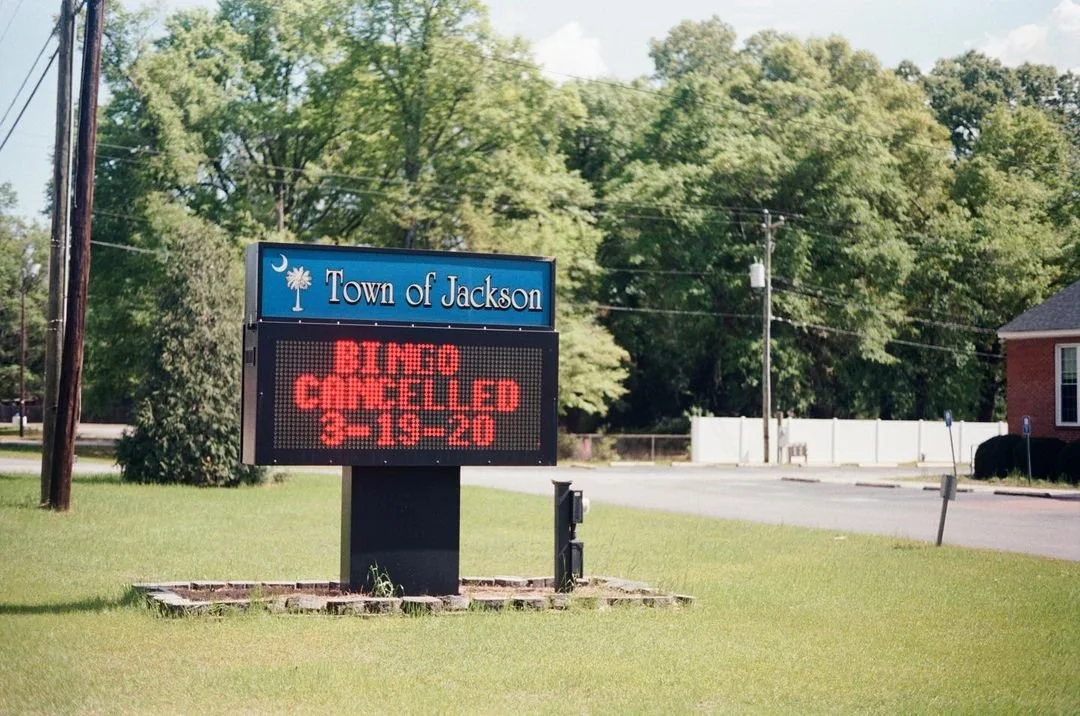 Town of Jackson
BINGO
CANCELLED
3-19-20